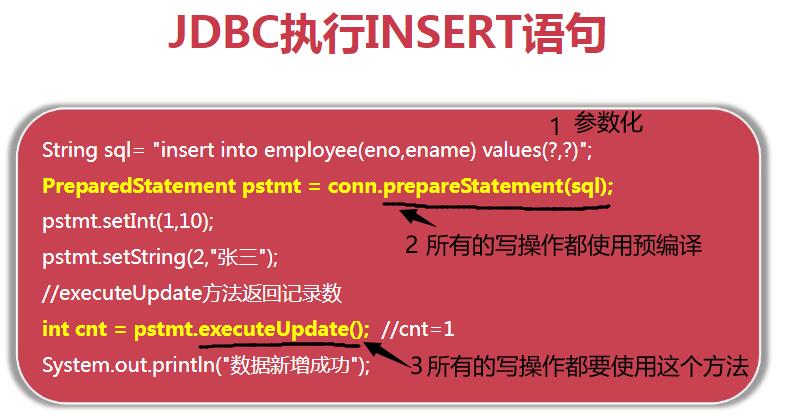 JDBC执行INSERT语句
1 参数化
String sql= "insert into employee(eno,ename) values(?,?)";
PreparedStatement pstmt = conn.prepareStatement(sql);
pstmt.setInt(1,10);
2 所有的写操作都使用预编译
pstmt.setString(2,"张三");
//executeUpdate方法返回记录数
int cnt = pstmt.executeUpdate(); //cnt=1
System.out.println("数据新增成功");
3所有的写操作都要使用这个方法